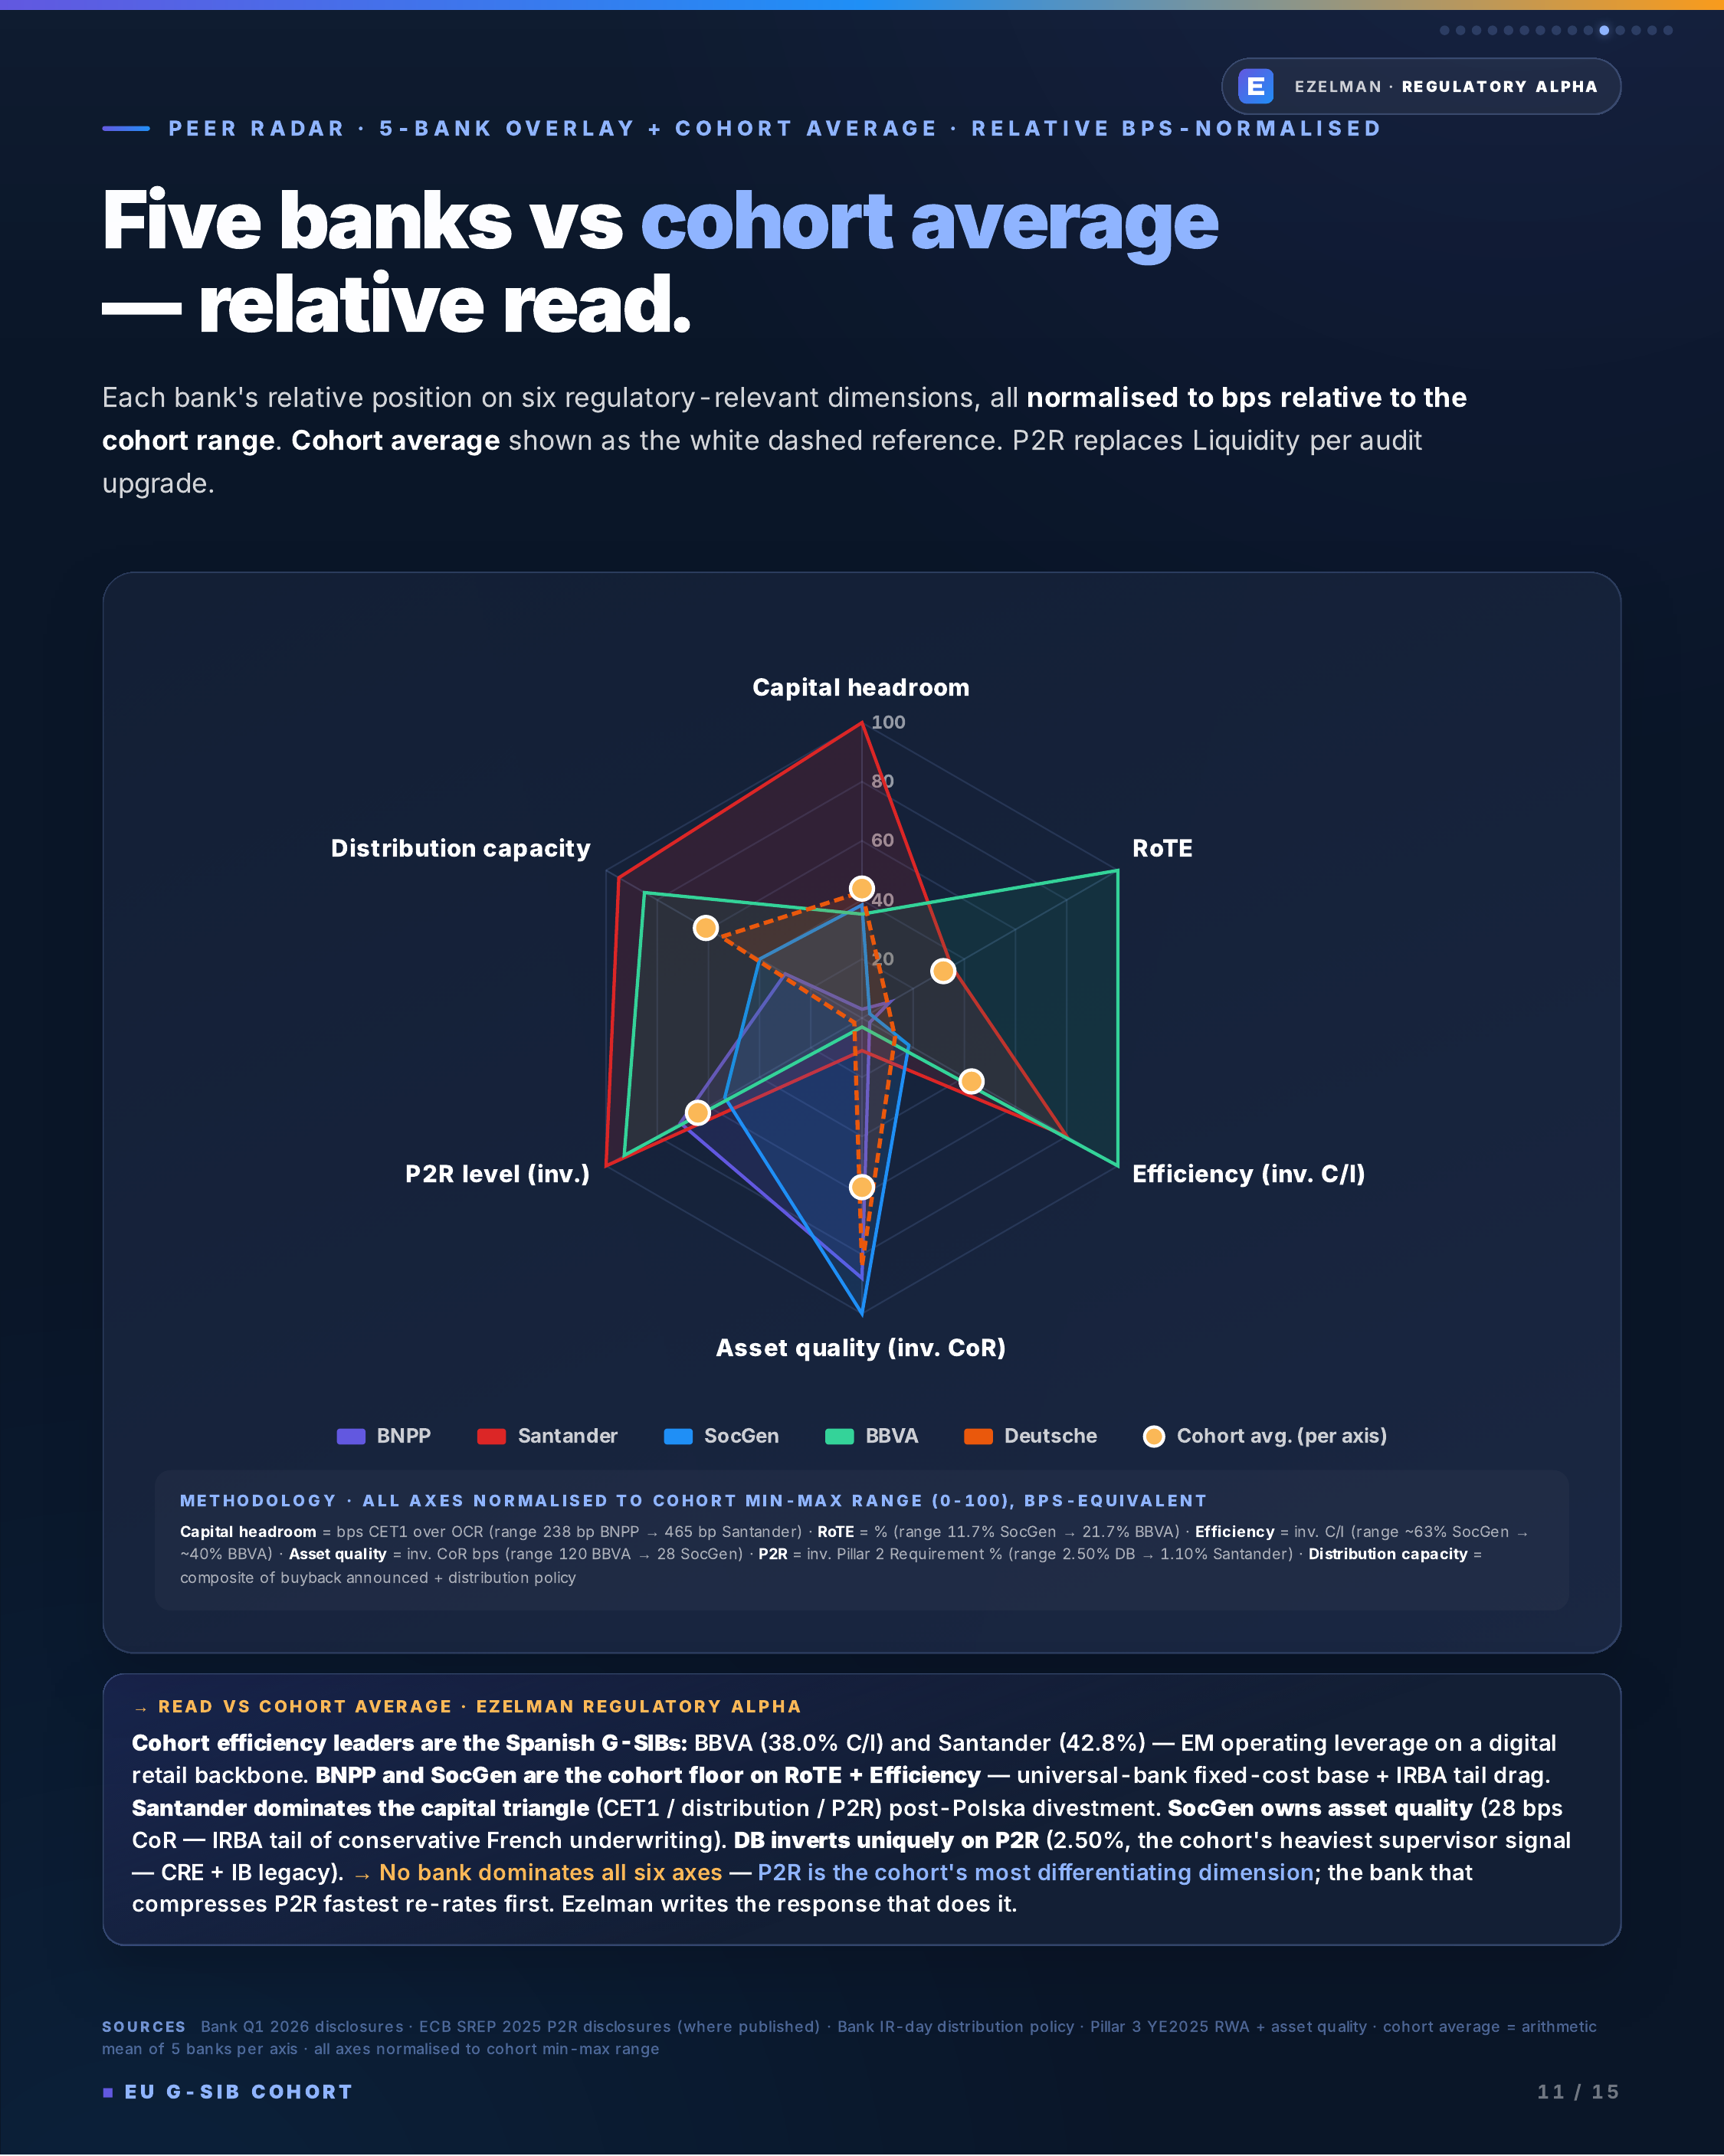 E EZELMAN · REGULATORY ALPHA
PEER RADAR · 5-BANK OVERLAY + COHORT AVERAGE · RELATIVE BPS-NORMALISED
Five banks vs cohort average
— relative read.
Each bank's relative position on six regulatory-relevant dimensions, all normalised to bps relative to the
cohort range. Cohort average shown as the white dashed reference. P2R replaces Liquidity per audit
upgrade.
Capital headroom
100
80
60
40
20
Distribution capacity
RoTE
P2R level (inv.)
Efficiency (inv. C/I)
Asset quality (inv. CoR)
BNPP Santander SocGen BBVA Deutsche Cohort avg. (per axis)
METHODOLOGY · ALL AXES NORMALISED TO COHORT MIN-MAX RANGE (0-100), BPS-EQUIVALENT
Capital headroom = bps CET1 over OCR (range 238 bp BNPP → 465 bp Santander) · RoTE = % (range 11.7% SocGen → 21.7% BBVA) · Efficiency = inv. C/I (range ~63% SocGen →
~40% BBVA) · Asset quality = inv. CoR bps (range 120 BBVA → 28 SocGen) · P2R = inv. Pillar 2 Requirement % (range 2.50% DB → 1.10% Santander) · Distribution capacity =
composite of buyback announced + distribution policy
→ READ VS COHORT AVERAGE · EZELMAN REGULATORY ALPHA
Cohort efficiency leaders are the Spanish G-SIBs: BBVA (38.0% C/I) and Santander (42.8%) — EM operating leverage on a digital
retail backbone. BNPP and SocGen are the cohort floor on RoTE + Efficiency — universal-bank fixed-cost base + IRBA tail drag.
Santander dominates the capital triangle (CET1 / distribution / P2R) post-Polska divestment. SocGen owns asset quality (28 bps
CoR — IRBA tail of conservative French underwriting). DB inverts uniquely on P2R (2.50%, the cohort's heaviest supervisor signal
— CRE + IB legacy). → No bank dominates all six axes — P2R is the cohort's most differentiating dimension; the bank that
compresses P2R fastest re-rates first. Ezelman writes the response that does it.
SOURCES Bank Q1 2026 disclosures · ECB SREP 2025 P2R disclosures (where published) · Bank IR-day distribution policy · Pillar 3 YE2025 RWA + asset quality · cohort average = arithmetic
mean of 5 banks per axis · all axes normalised to cohort min-max range
EU G-SIB COHORT
11 / 15